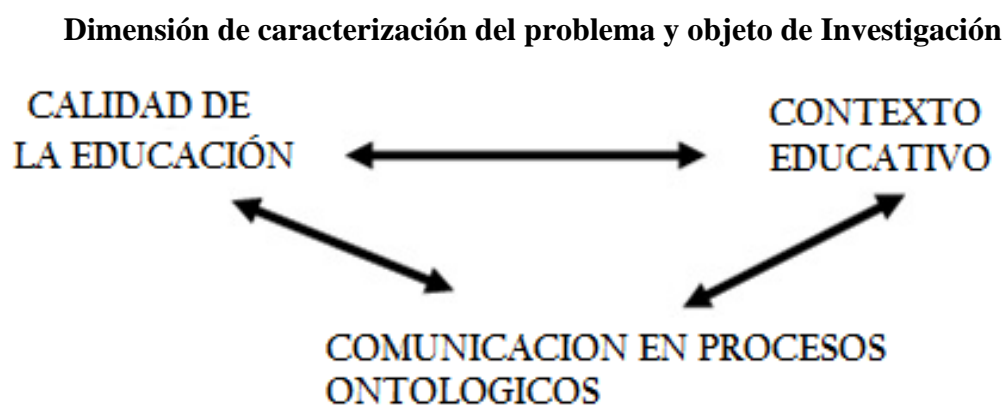 Dimensión de caracterización del problema y objeto de Investigación
CALIDAD DE
LA EDUCACIÓN
CONTEXTO
EDUCATIVO
COMUNICACION EN PROCESOS
ONTOLOGICOS